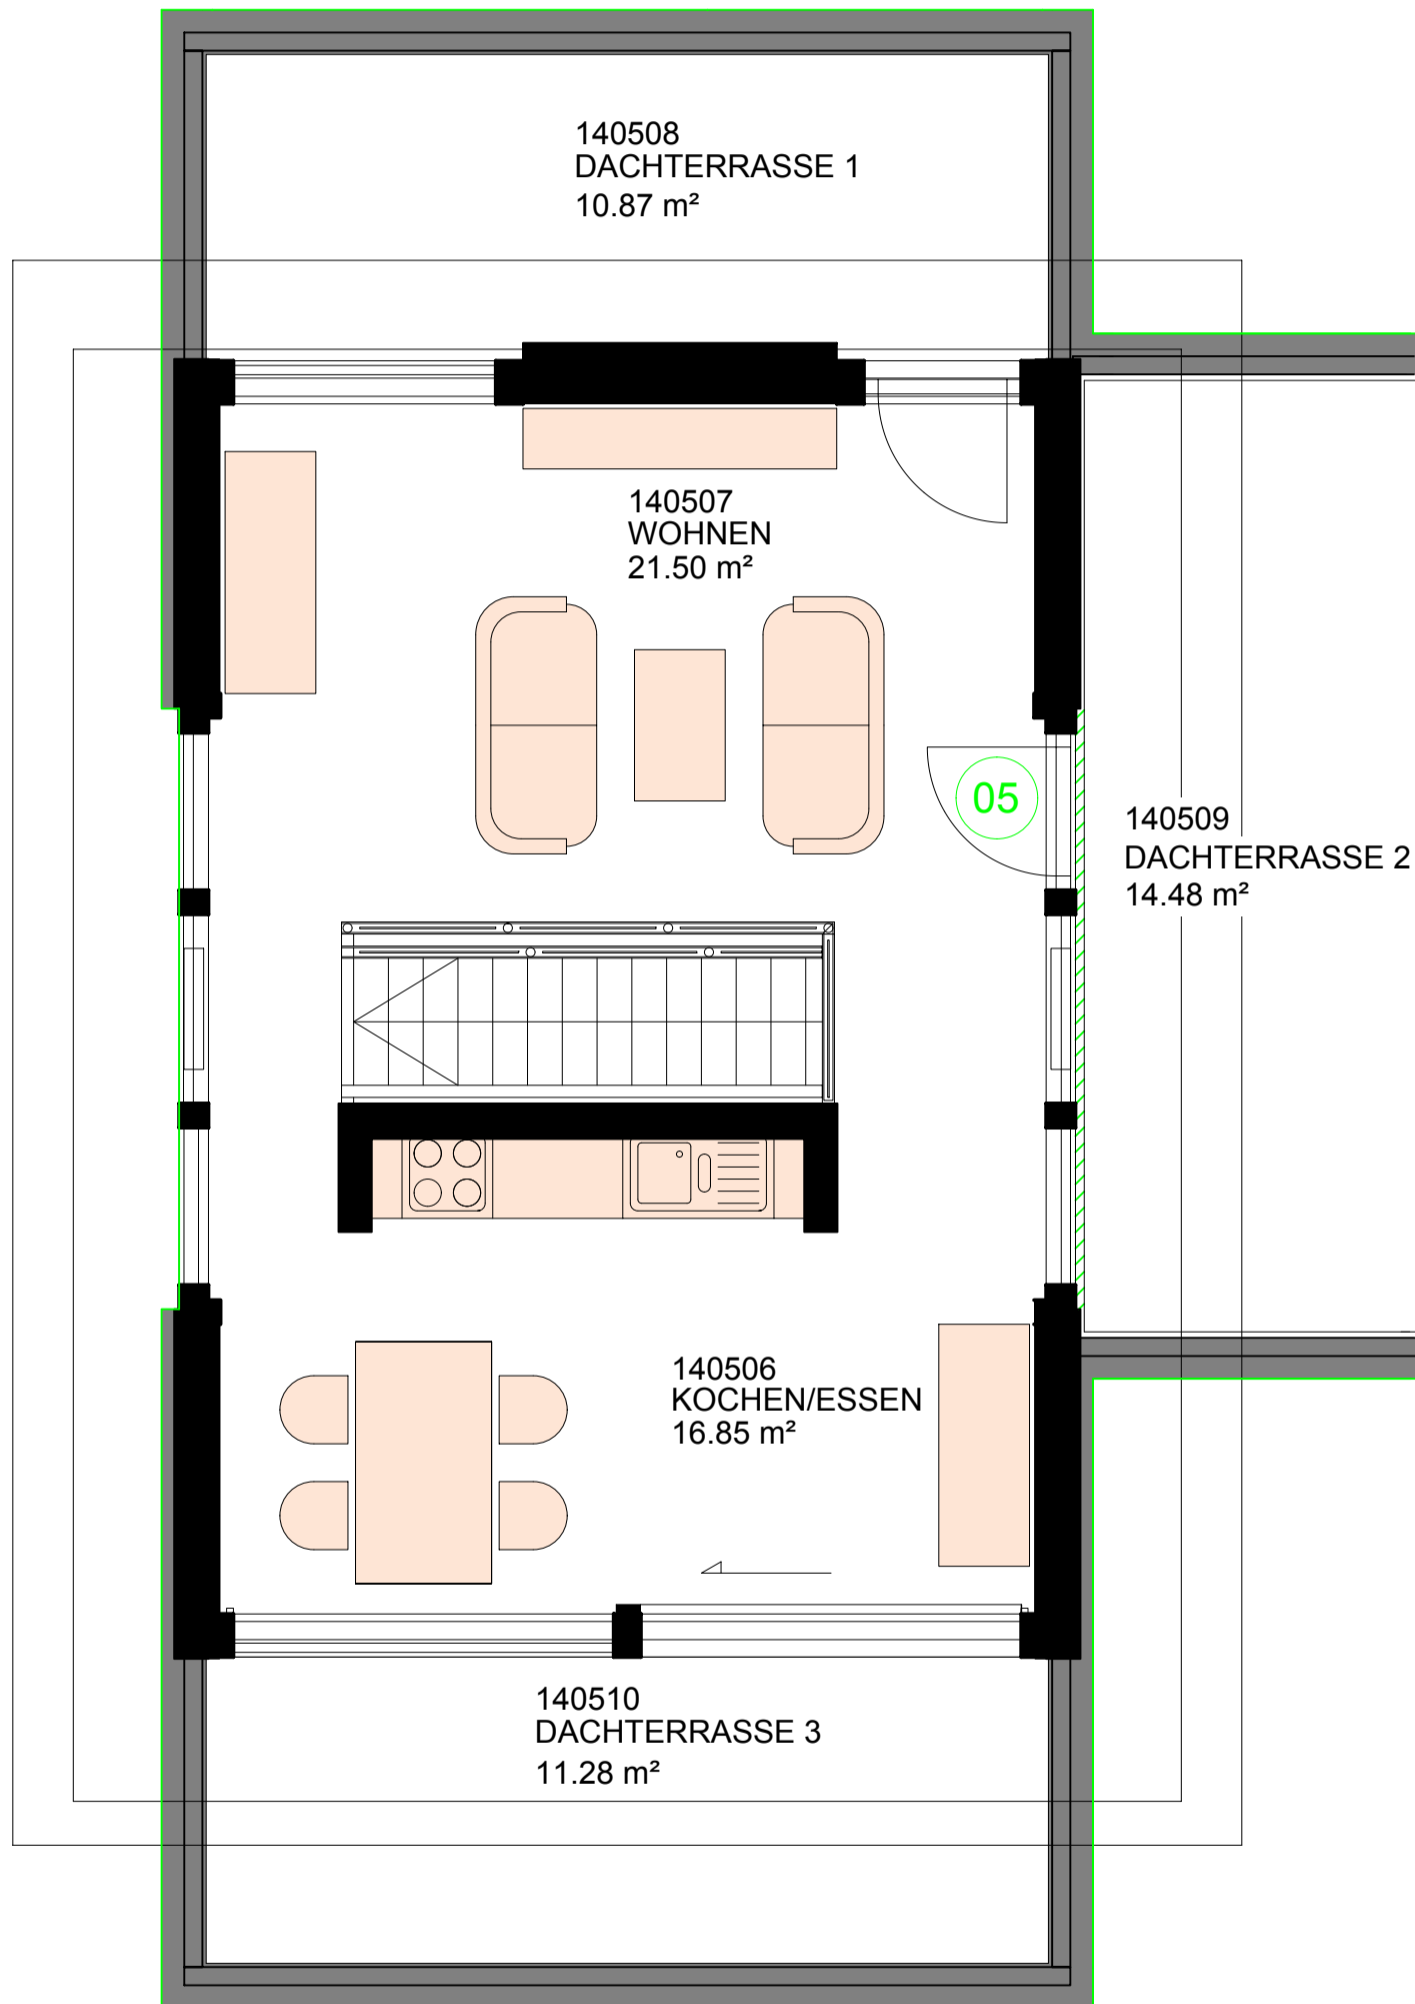 140508
DACHTERRASSE 1
10.87 m²
140507
WOHNEN
21.50 m²
05
140509
DACHTERRASSE 2
14.48 m²
140506
KOCHEN/ESSEN
16.85 m²
140510
DACHTERRASSE 3
11.28 m²